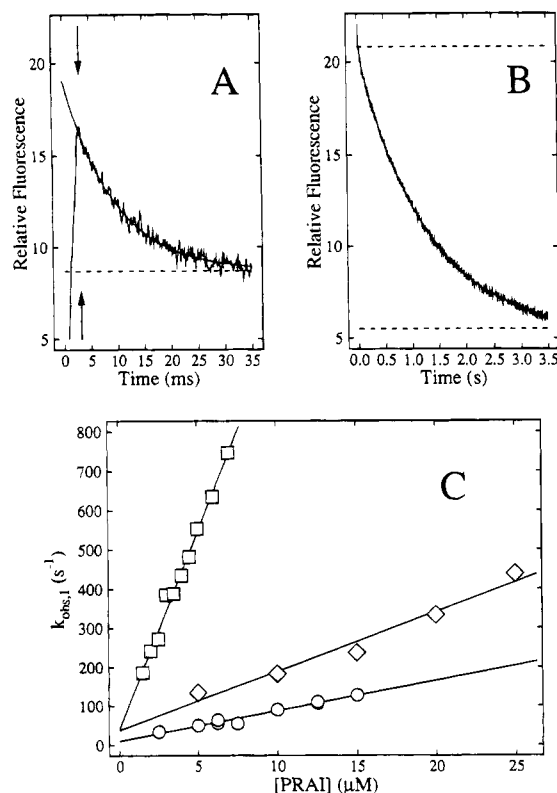 A
Relative Fluorescence
20
15
10
5
0 5 10 15 20 25 30 35
Time (ms)
B
Relative Fluorescence
20
15
10
5
0.0 0.5 1.0 1.5 2.0 2.5 3.0 3.5
Time (s)
C
k_obs,1 (s⁻¹)
800
700
600
500
400
300
200
100
0
0 5 10 15 20 25
[PRAI] (μM)